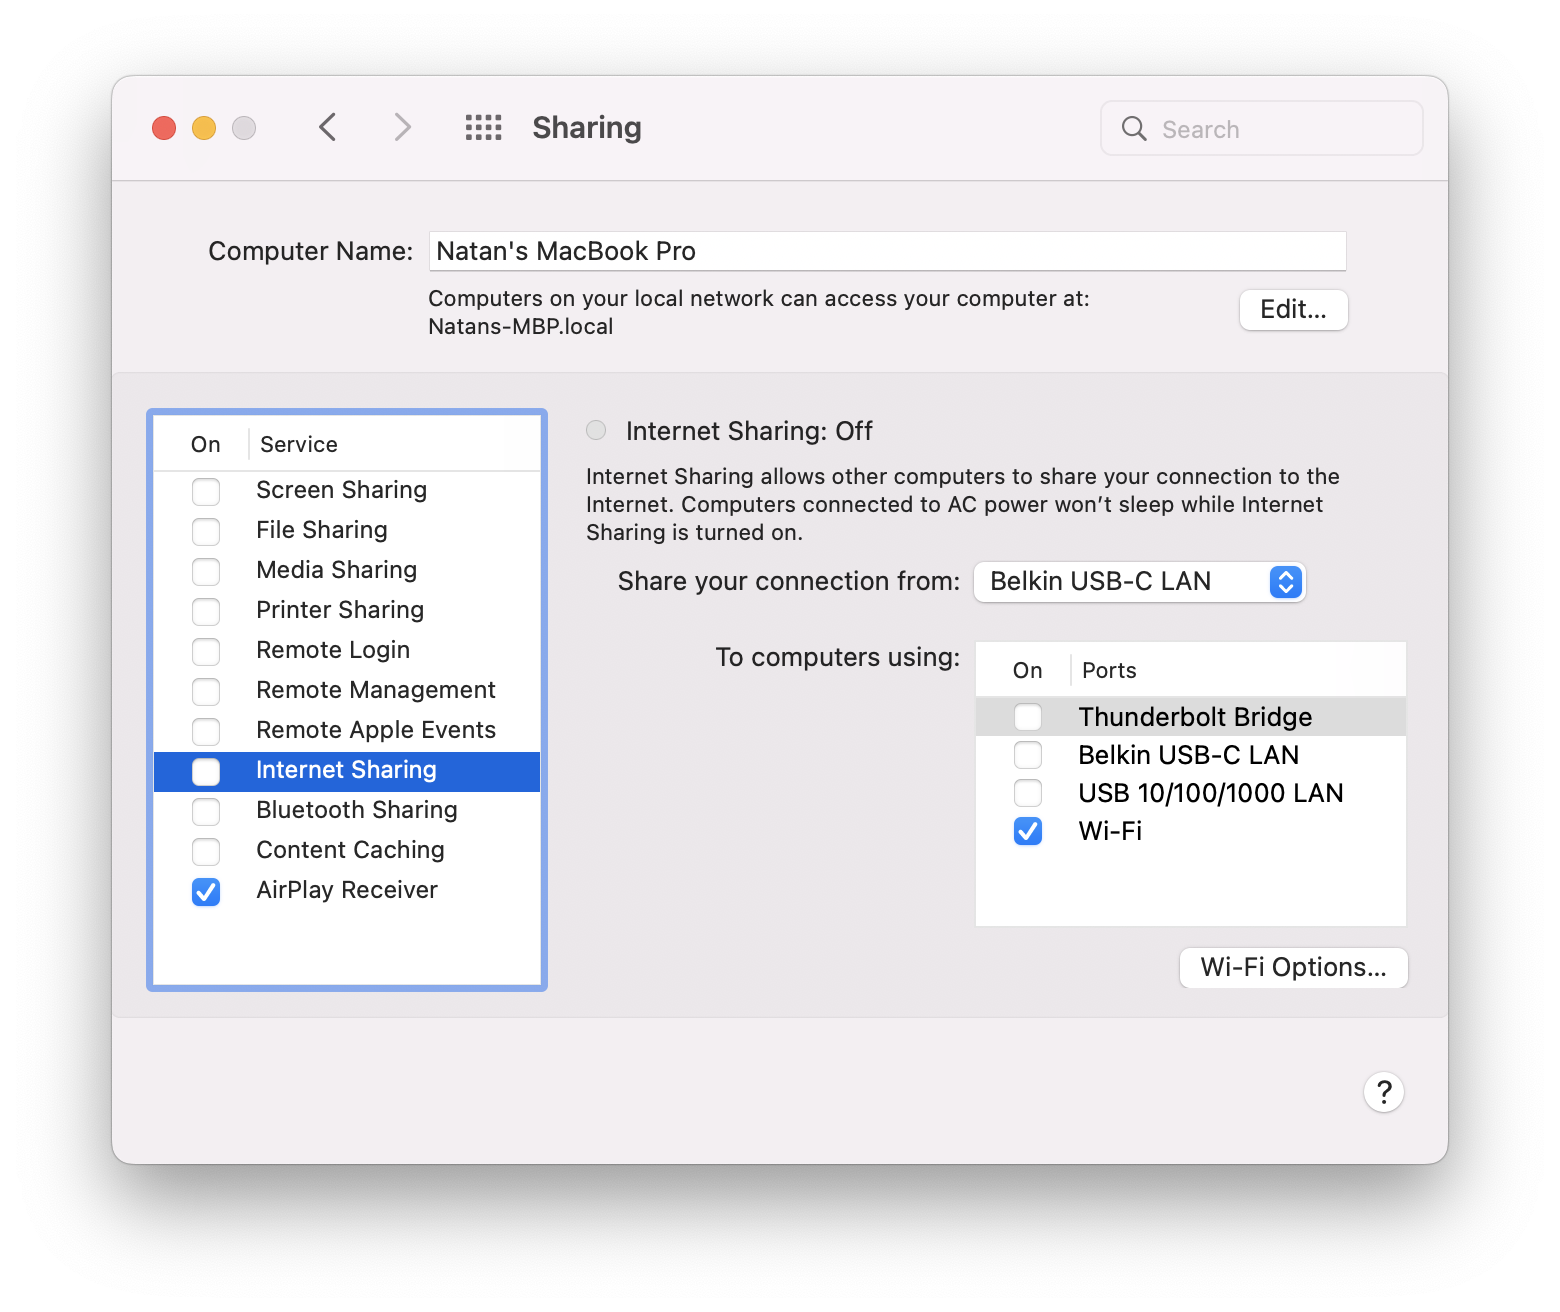 Sharing
Search
Computer Name: Natan's MacBook Pro
Computers on your local network can access your computer at:
Natans-MBP.local
Edit...
On Service
Screen Sharing
File Sharing
Media Sharing
Printer Sharing
Remote Login
Remote Management
Remote Apple Events
Internet Sharing
Bluetooth Sharing
Content Caching
AirPlay Receiver
Internet Sharing: Off
Internet Sharing allows other computers to share your connection to the
Internet. Computers connected to AC power won’t sleep while Internet
Sharing is turned on.
Share your connection from: Belkin USB-C LAN
To computers using:
On Ports
Thunderbolt Bridge
Belkin USB-C LAN
USB 10/100/1000 LAN
Wi-Fi
Wi-Fi Options...
?